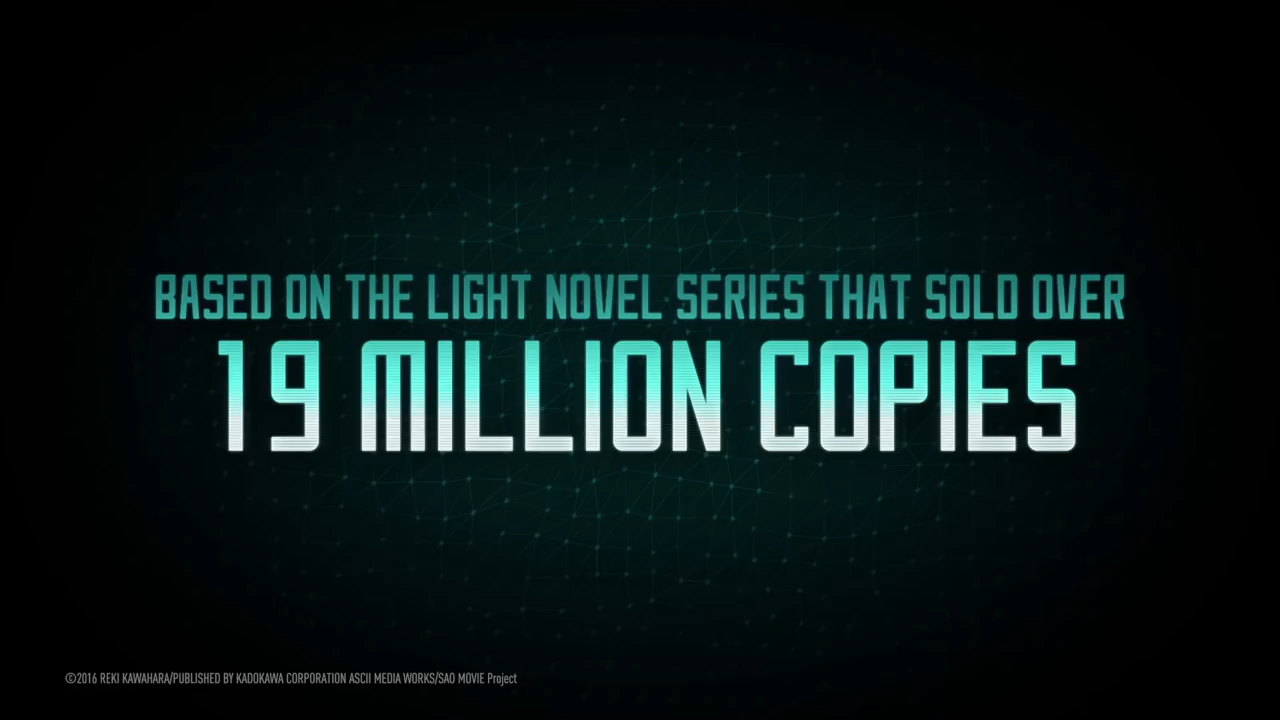 BASED ON THE LIGHT NOVEL SERIES THAT SOLD OVER
19 MILLION COPIES
©2016 REKI KAWAHARA/PUBLISHED BY KADOKAWA CORPORATION ASCII MEDIA WORKS/SAO MOVIE Project